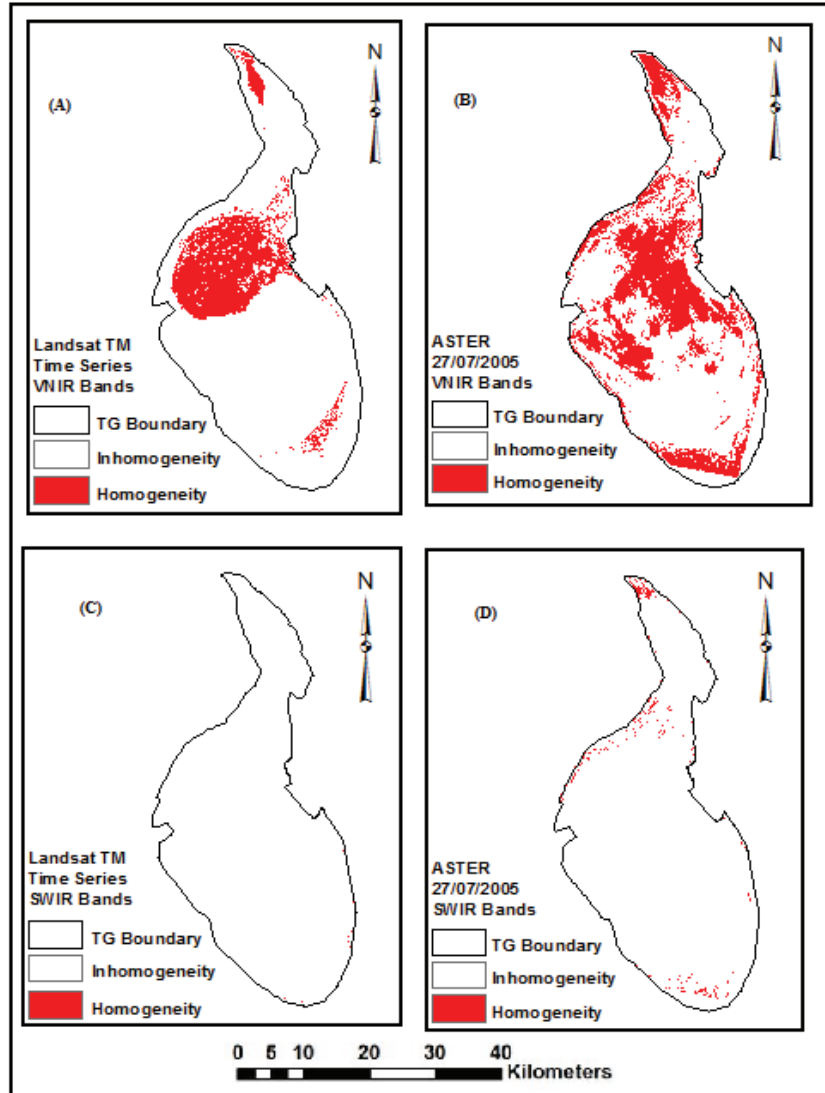 (A)
N
Landsat TM
Time Series
VNIR Bands
TG Boundary
Inhomogeneity
Homogeneity
(B)
N
ASTER
27/07/2005
VNIR Bands
TG Boundary
Inhomogeneity
Homogeneity
(C)
N
Landsat TM
Time Series
SWIR Bands
TG Boundary
Inhomogeneity
Homogeneity
(D)
N
ASTER
27/07/2005
SWIR Bands
TG Boundary
Inhomogeneity
Homogeneity
0 5 10 20 30 40
Kilometers